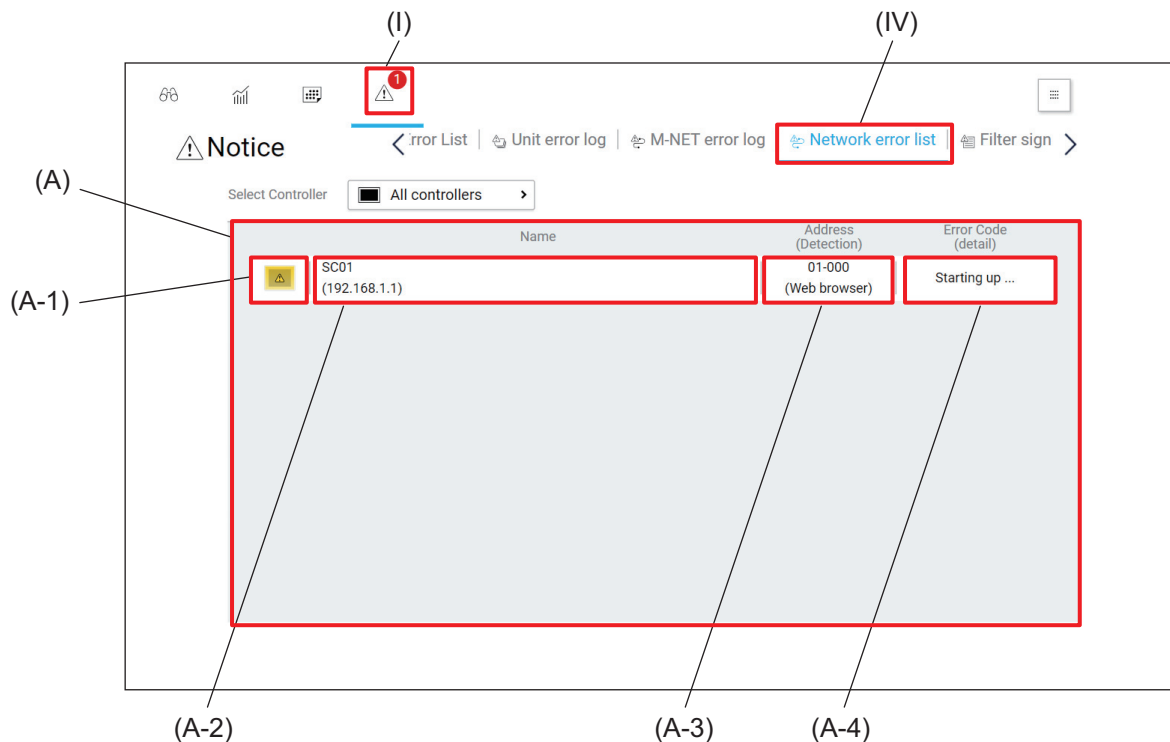 (I)
(IV)
1
Notice
rror List
Unit error log
M-NET error log
Network error list
Filter sign
(A)
Select Controller
All controllers
Name
Address
(Detection)
Error Code
(detail)
(A-1)
SC01
(192.168.1.1)
01-000
(Web browser)
Starting up ...
(A-2)
(A-3)
(A-4)